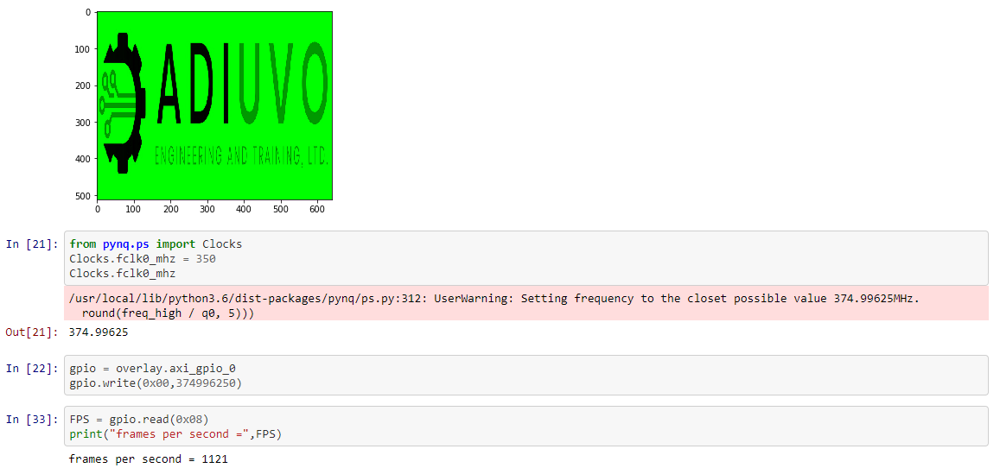 0
100
200
300
400
500
ADIUVO
ENGINEERING AND TRAINING, LTD.
0 100 200 300 400 500 600
In [21]: from pynq.ps import Clocks
Clocks.fclk0_mhz = 350
Clocks.fclk0_mhz
/usr/local/lib/python3.6/dist-packages/pynq/ps.py:312: UserWarning: Setting frequency to the closet possible value 374.99625MHz.
round(freq_high / q0, 5)))
Out[21]: 374.99625
In [22]: gpio = overlay.axi_gpio_0
gpio.write(0x00,374996250)
In [33]: FPS = gpio.read(0x08)
print("frames per second =",FPS)
frames per second = 1121